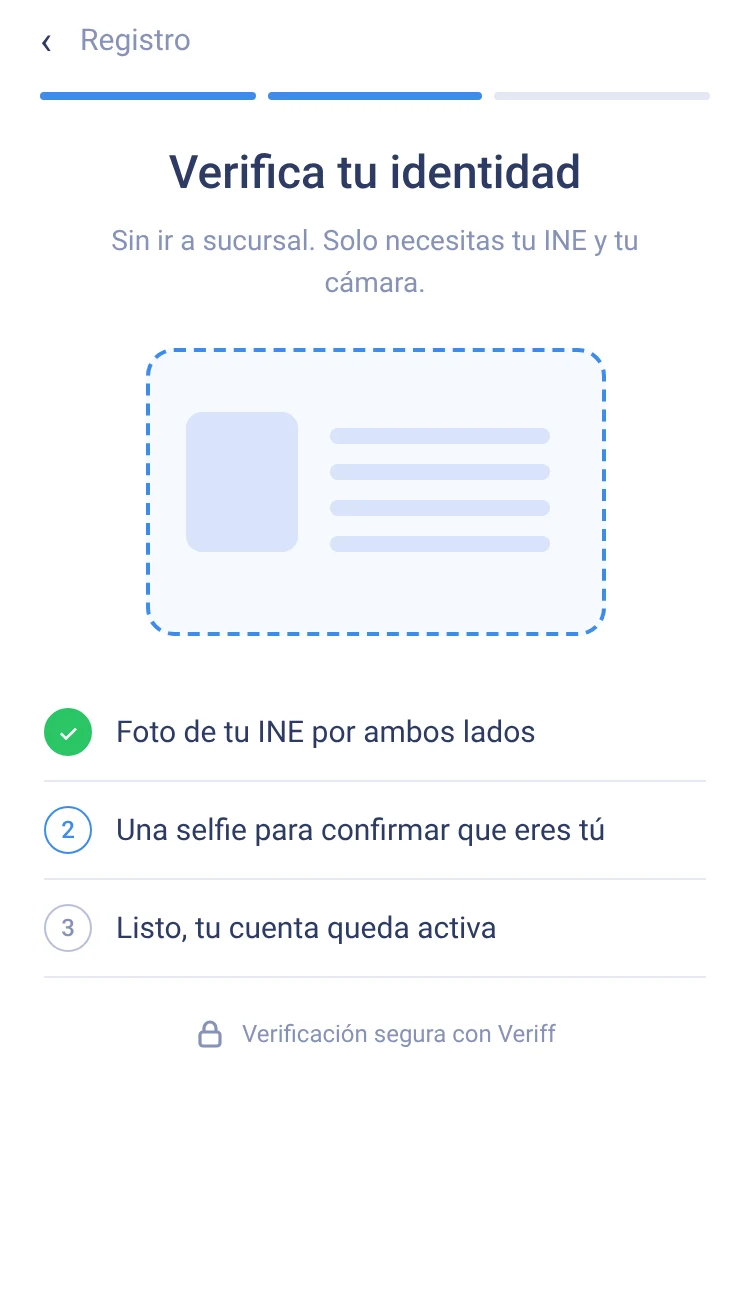 Registro
Verifica tu identidad
Sin ir a sucursal. Solo necesitas tu INE y tu
cámara.
Foto de tu INE por ambos lados
2 Una selfie para confirmar que eres tú
3 Listo, tu cuenta queda activa
Verificación segura con Veriff